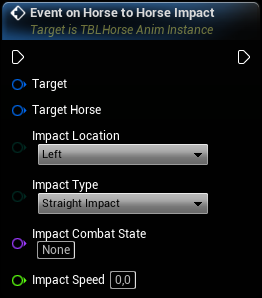 Event on Horse to Horse Impact
Target is TBLHorse Anim Instance
Target
Target Horse
Impact Location
Left
Impact Type
Straight Impact
Impact Combat State
None
Impact Speed 0,0